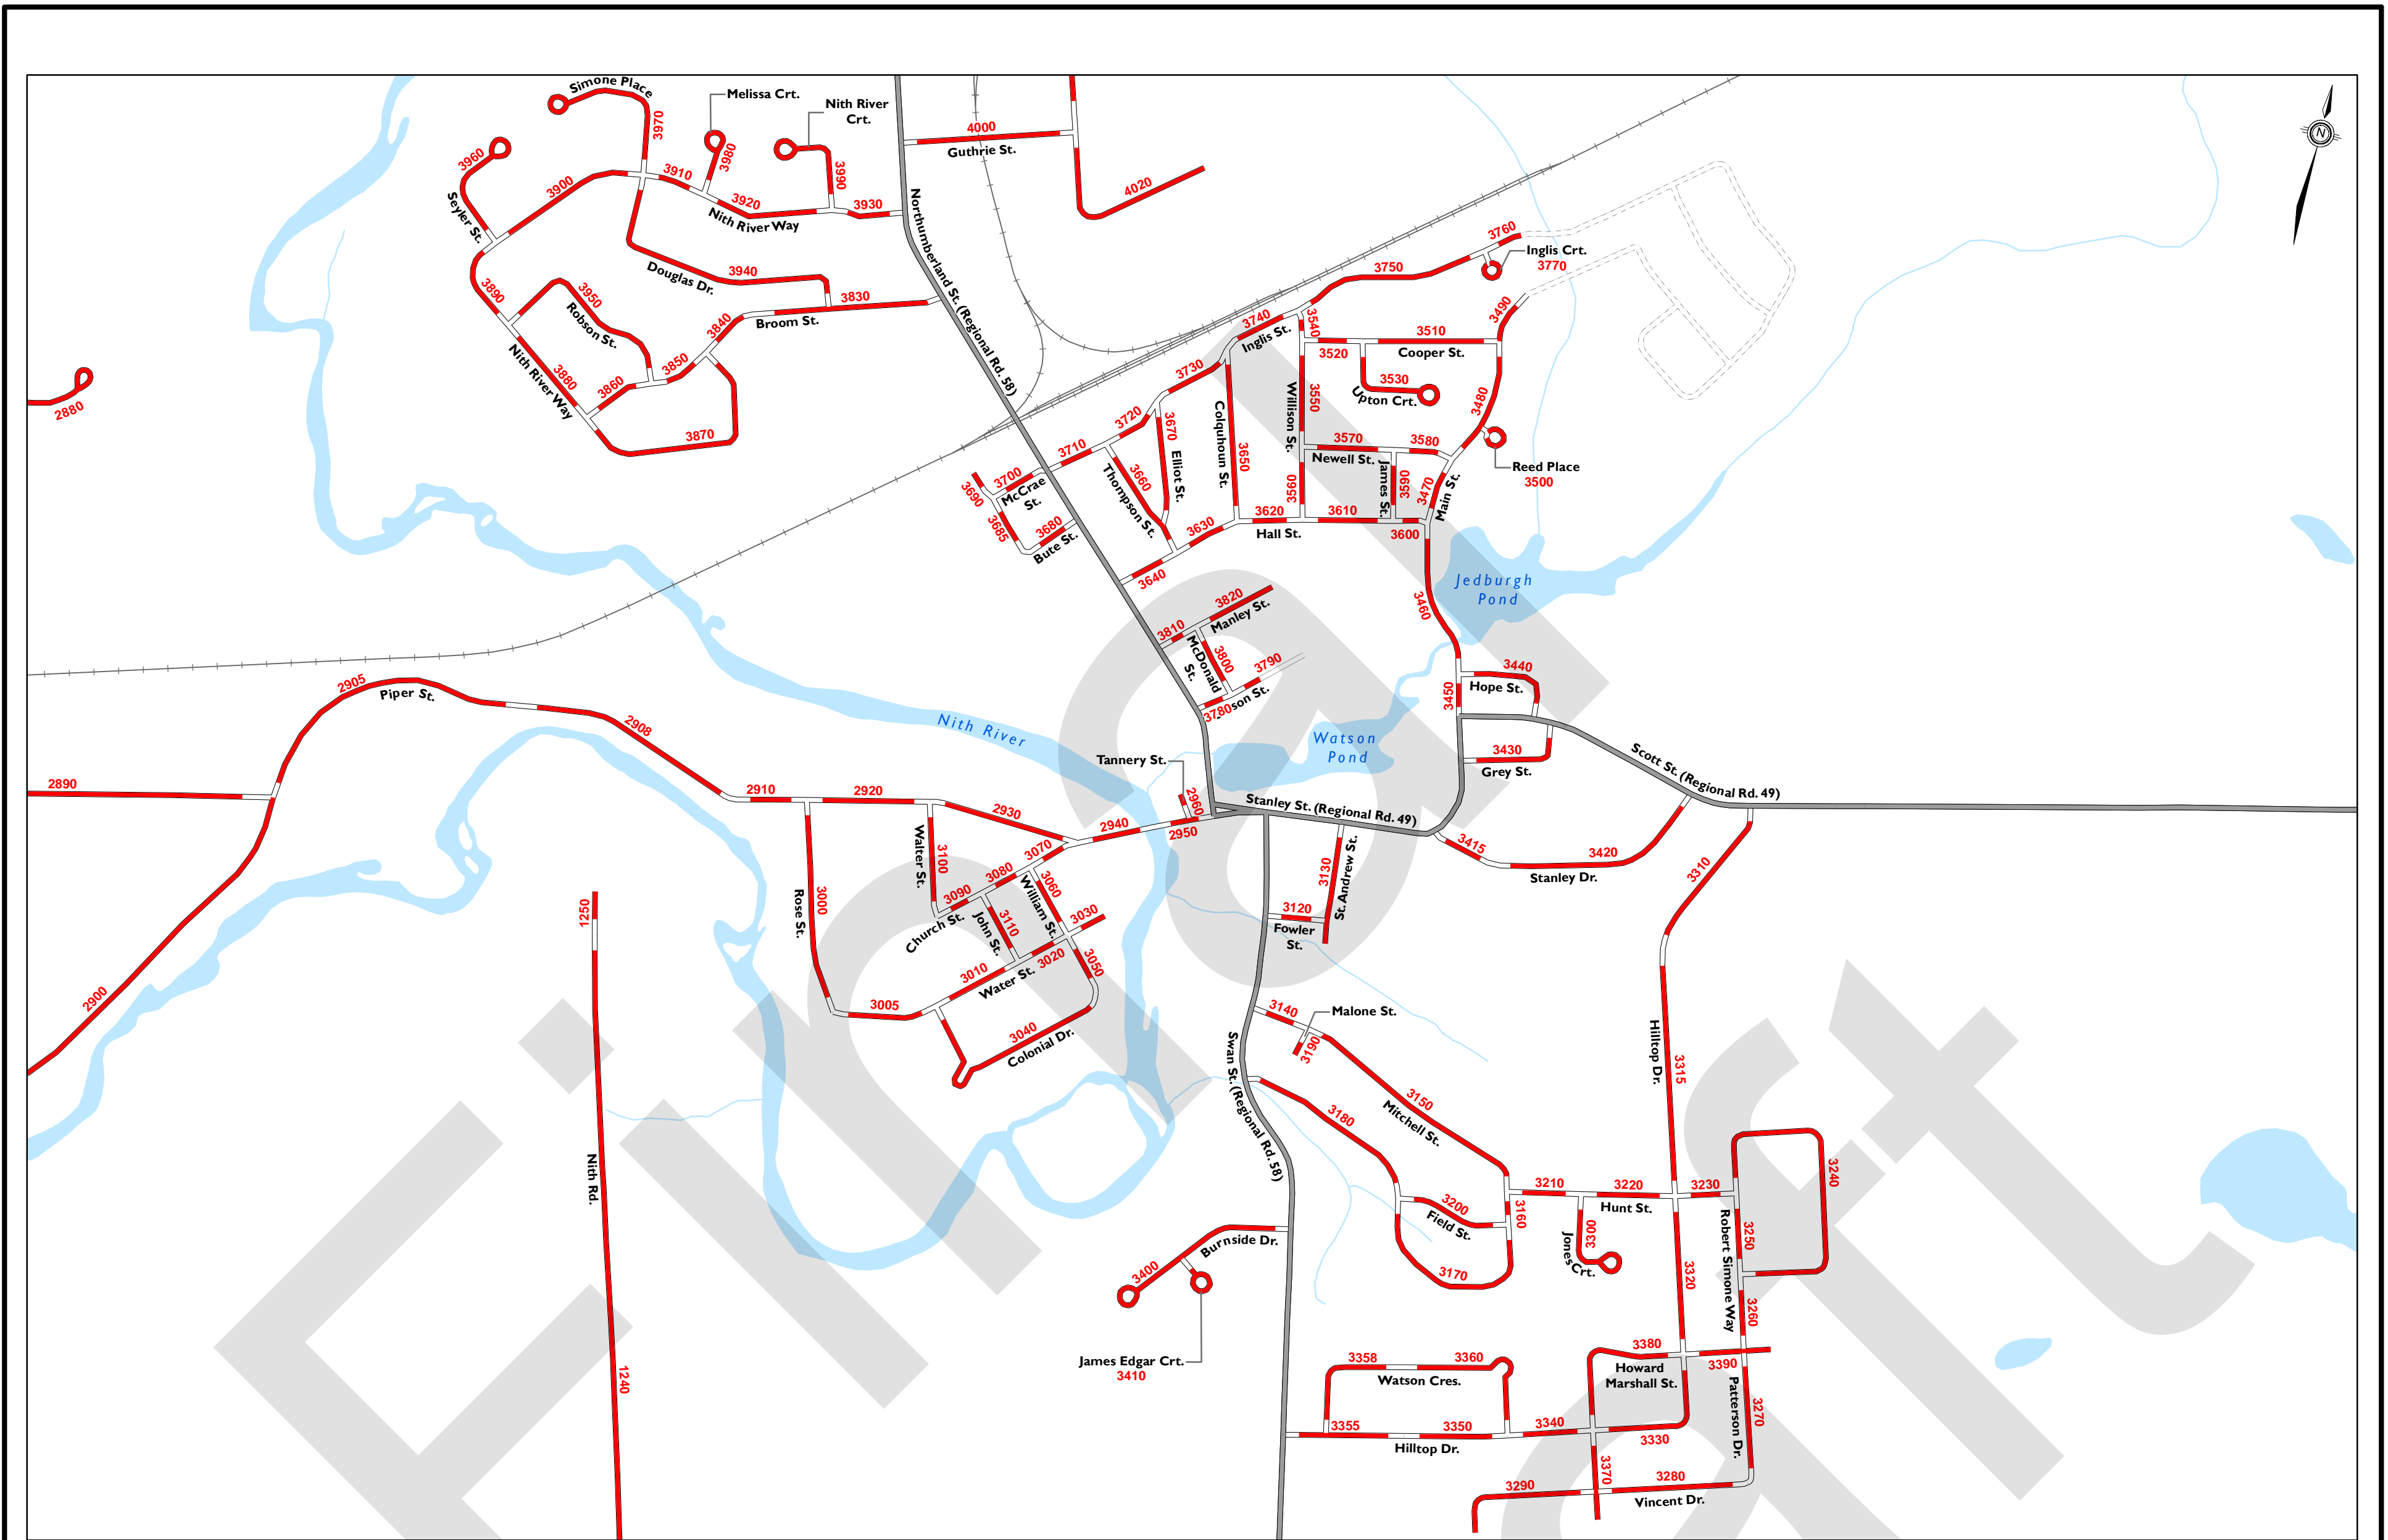 Simone Place
3970
Melissa Crt.
3980
Nith River
Crt.
3990
3960
Seyler St.
3900
3910
3920
Nith River Way
3930
Northumberland St. (Regional Rd. 58)
4000
Guthrie St.
4020
N
3890
Robson St.
3950
Douglas Dr.
3940
3830
Broom St.
3840
3850
3860
3880
Nith River Way
3870
2880
3760
Inglis Crt.
3770
3750
3740
Inglis St.
3540
3490
3510
3520
Cooper St.
3530
Upton Crt.
3730
3720
3710
3550
Willison St.
Colquhoun St.
3650
3670
Elliot St.
3660
Thompson St.
3480
3570
3580
Newell St.
James St.
3590
3560
3470
Main St.
Reed Place
3500
3700
McCrae
St.
3690
3685
3680
Bute St.
3620
3610
3600
Hall St.
3630
3640
Jedburgh
Pond
3460
3820
Manley St.
3810
McDonald
St.
3800
3790
3780
son St.
3440
Hope St.
3450
3430
Grey St.
Scott St. (Regional Rd. 49)
2905
Piper St.
2908
Nith River
Watson
Pond
Tannery St.
2960
Stanley St. (Regional Rd. 49)
2890
2910
2920
2930
2940
2950
3415
3420
Stanley Dr.
3310
Walter St.
3100
3070
3080
3090
Church St.
William St.
3060
John St.
3110
3030
3020
3010
Water St.
3050
Rose St.
3000
3005
3040
Colonial Dr.
3130
St. Andrew St.
3120
Fowler
St.
1250
2900
Nith Rd.
1240
3140
Malone St.
3190
Swan St. (Regional Rd. 58)
3150
Mitchell St.
3180
Hilltop Dr.
3315
3210
3220
3230
Hunt St.
3240
3160
3200
Field St.
3170
Jones Crt.
3300
3250
Robert Simone Way
3260
3320
Burnside Dr.
3400
James Edgar Crt.
3410
3358
3360
Watson Cres.
3380
Howard
Marshall St.
3390
3355
3350
3340
Hilltop Dr.
3330
Patterson Dr.
3270
3370
3280
3290
Vincent Dr.
Final
Draft